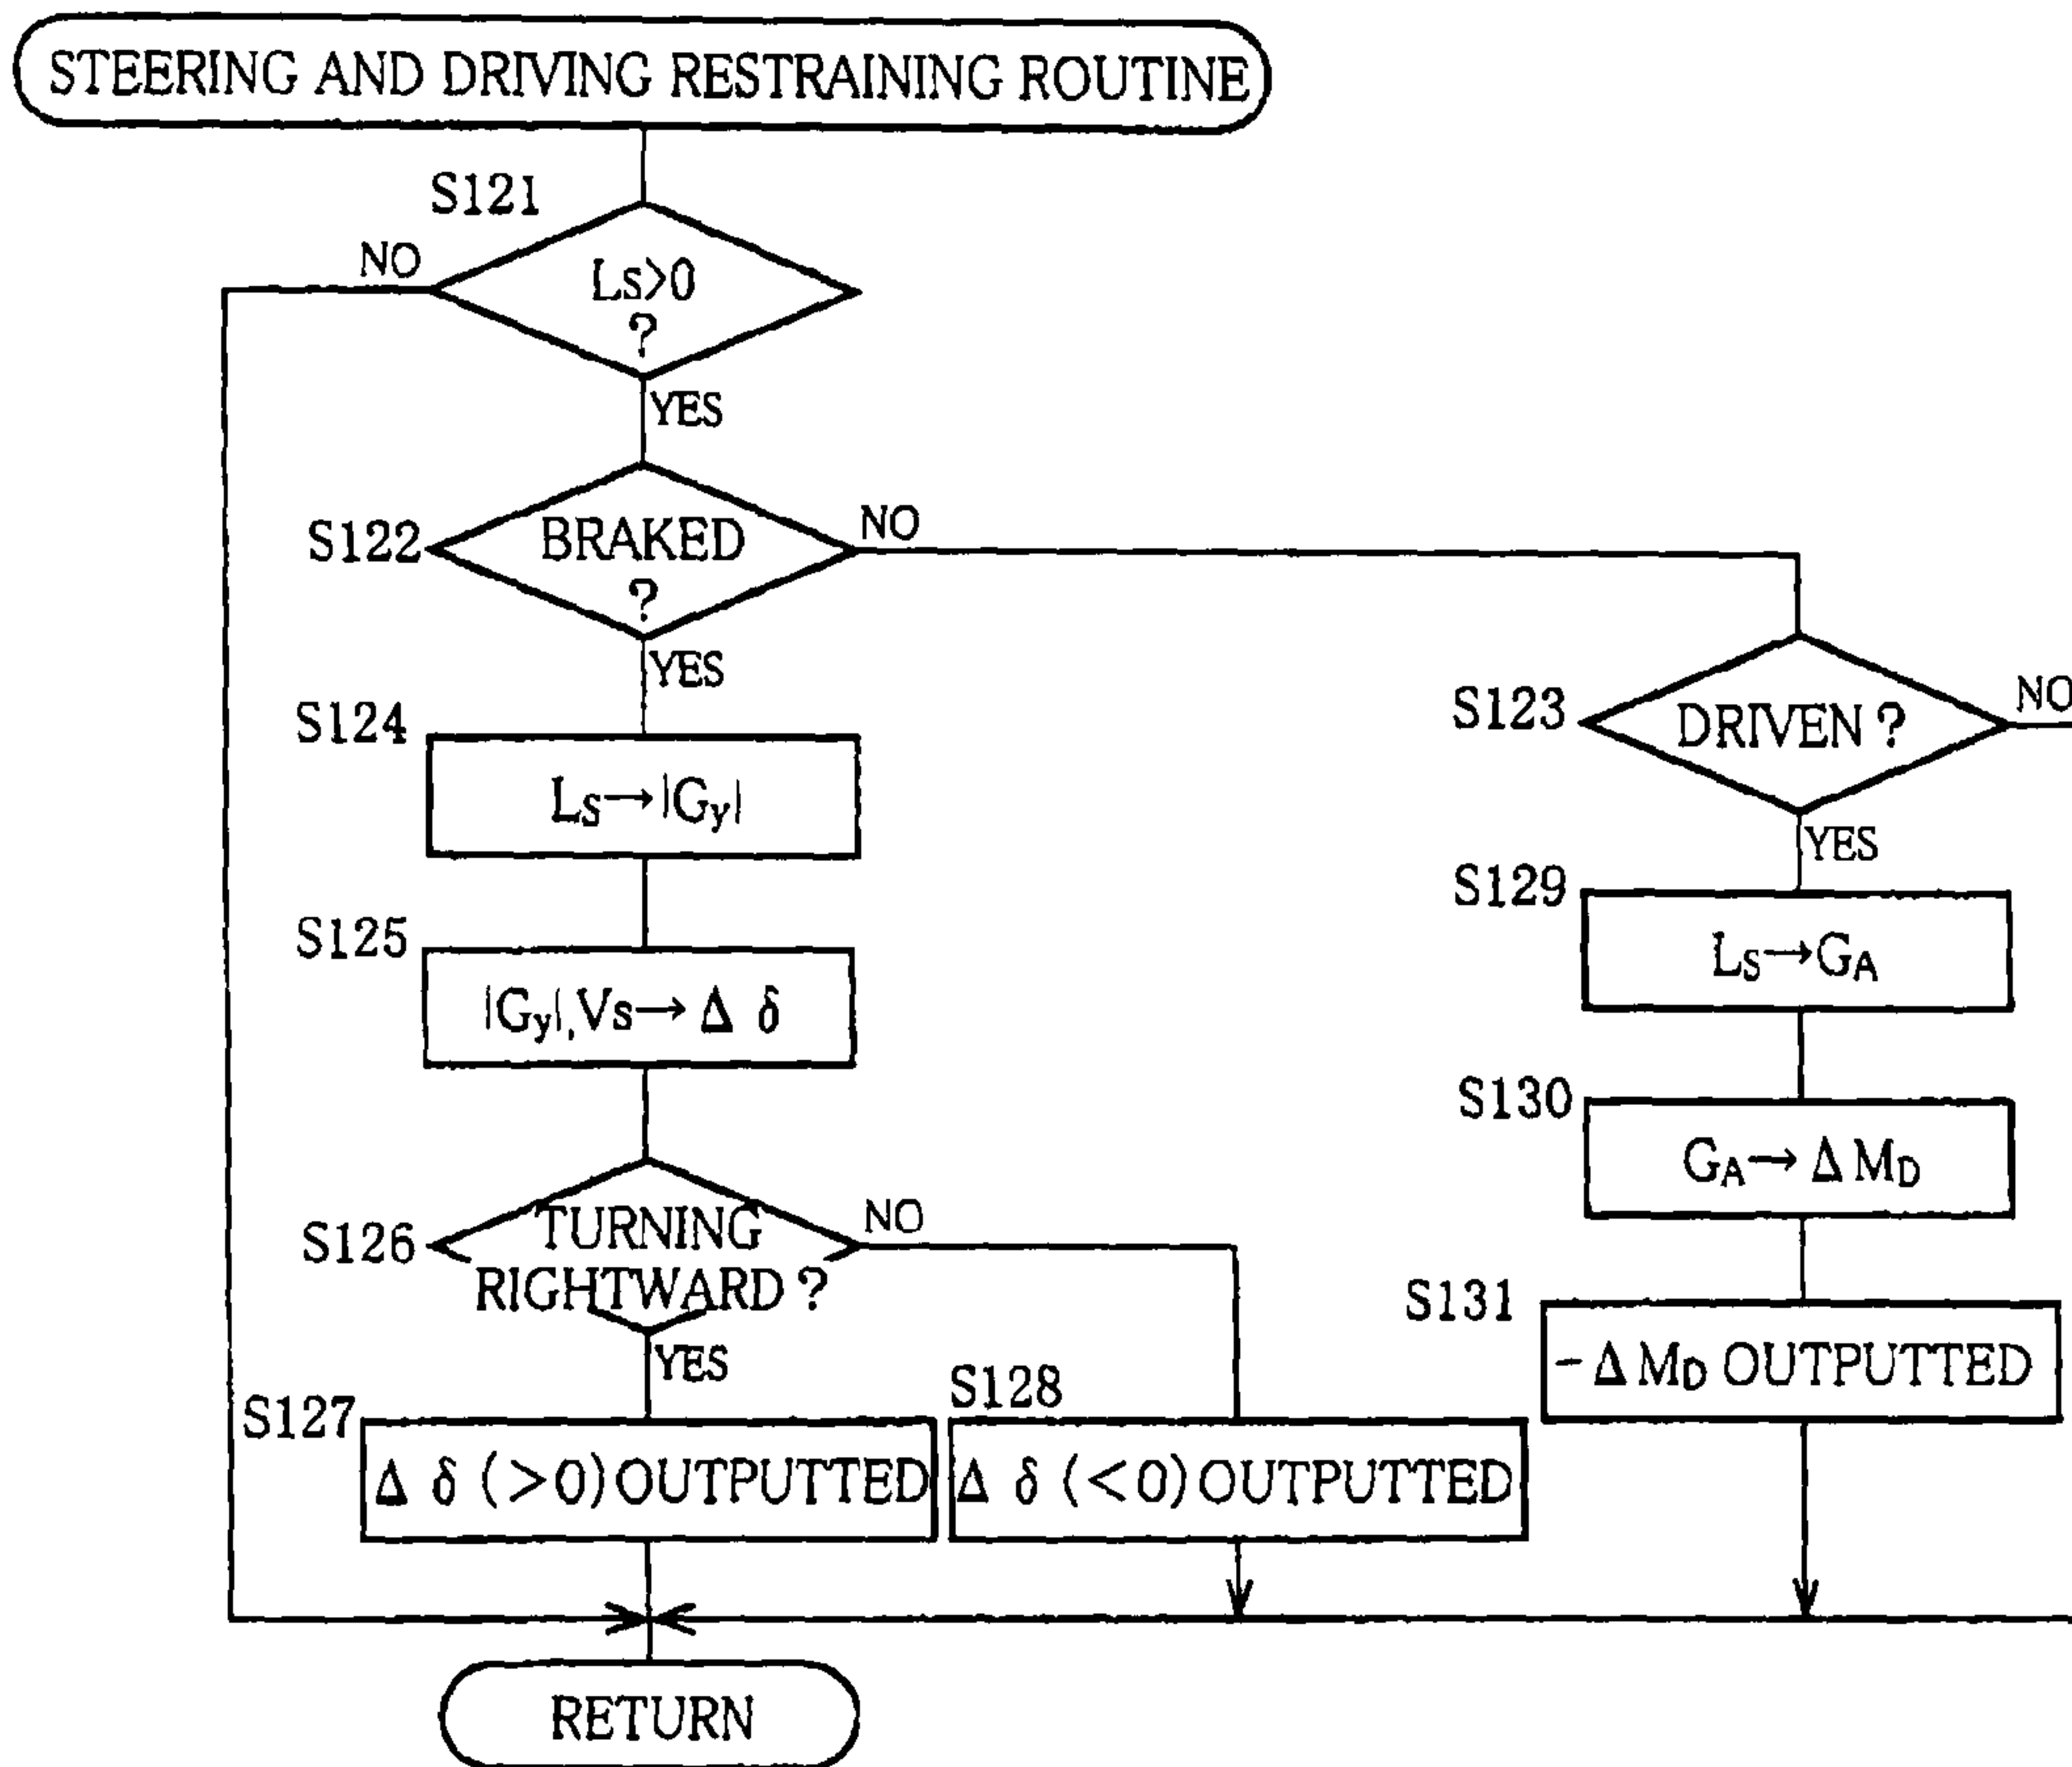 STEERING AND DRIVING RESTRAINING ROUTINE
S121
NO
Ls>0
?
YES
S122
BRAKED
?
NO
YES
S123
DRIVEN ?
NO
YES
S124
Ls→|Gy|
S125
|Gy|,Vs→Δ δ
S129
Ls→GA
S130
GA→Δ MD
S126
TURNING
RIGHTWARD ?
NO
YES
S131
-Δ MD OUTPUTTED
S127
Δ δ (>0) OUTPUTTED
S128
Δ δ (<0) OUTPUTTED
RETURN